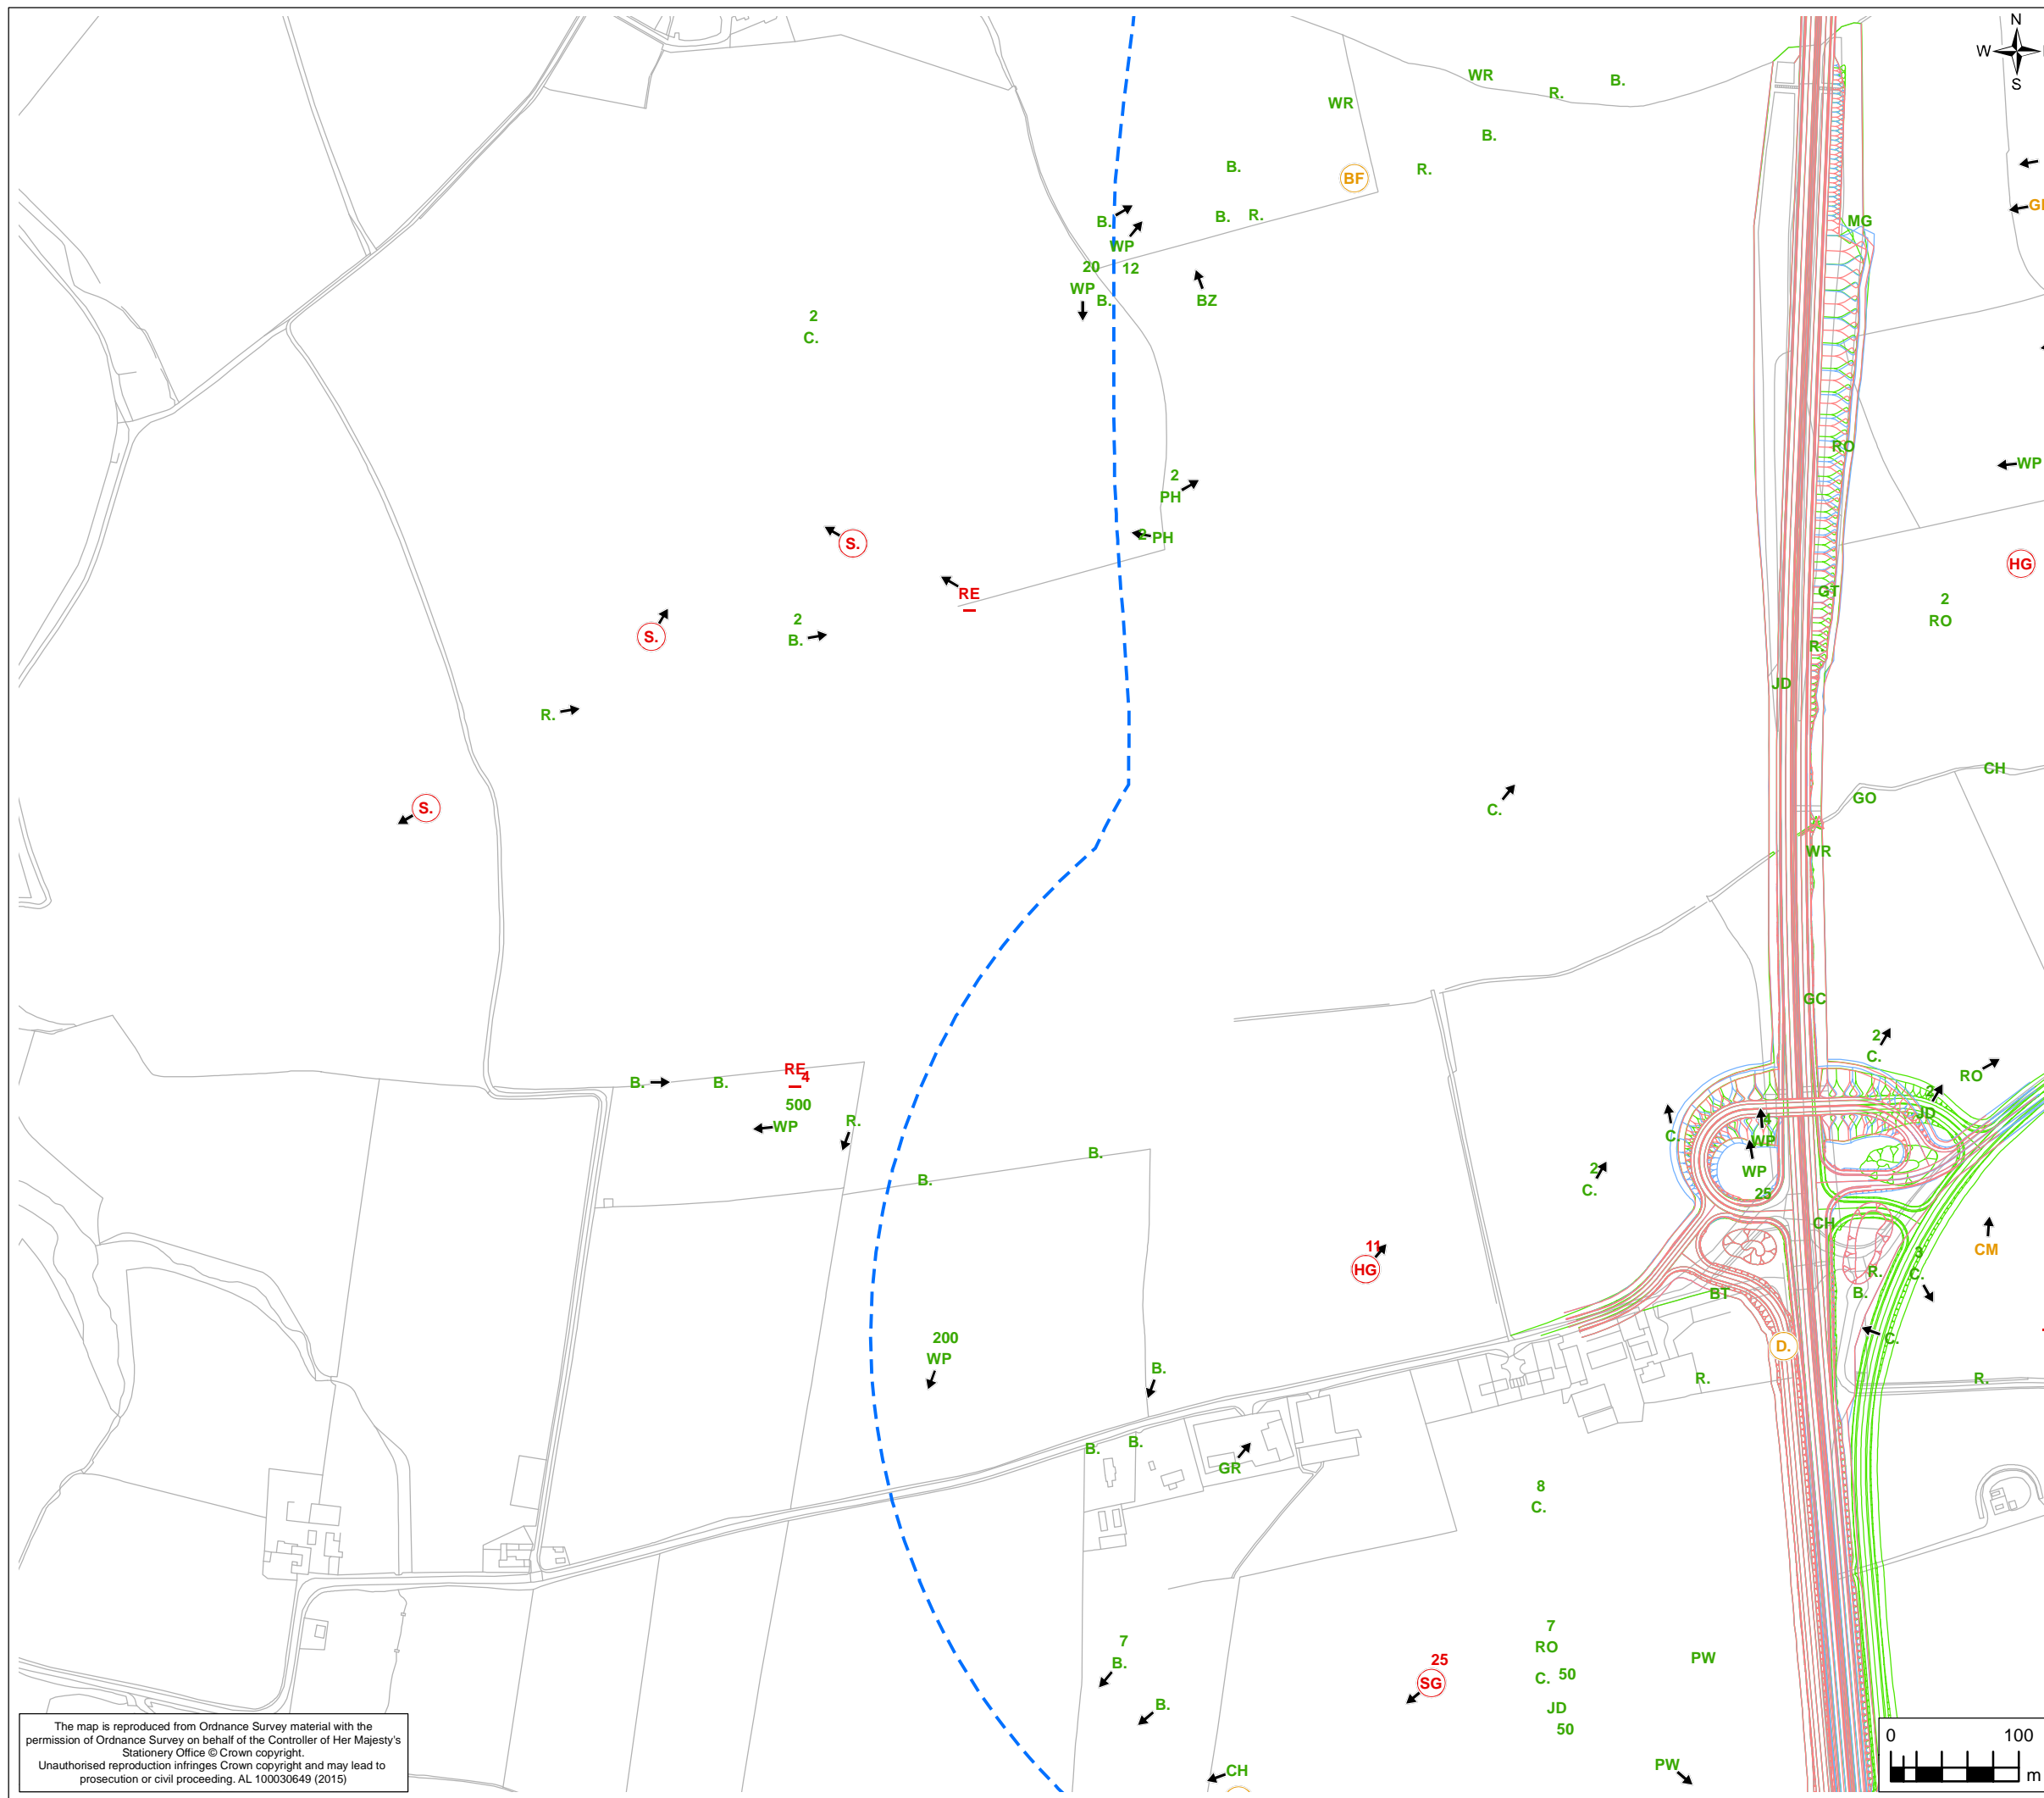 N
W
S
WR
B.
R.
WR
B.
B.
R.
BF
B.
B.
R.
MG
WP
20
12
WP
B.
BZ
2
C.
RO
WP
2
PH
2
PH
S.
HG
RE
GT
2
RO
S.
2
B.
R.
JD
R.
CH
GO
S.
C.
WR
GC
2
C.
RE
4
B.
B.
RO
500
WP
R.
2
JD
C.
4
WP
B.
2
C.
WP
25
B.
CH
11
HG
3
C.
CM
R.
B.
BT
200
WP
C.
D.
B.
R.
R.
B.
B.
GR
8
C.
7
RO
7
B.
PW
25
SG
C. 50
B.
JD
50
PW
CH
The map is reproduced from Ordnance Survey material with the
permission of Ordnance Survey on behalf of the Controller of Her Majesty's
Stationery Office © Crown copyright.
Unauthorised reproduction infringes Crown copyright and may lead to
prosecution or civil proceeding. AL 100030649 (2015)
0 100
m